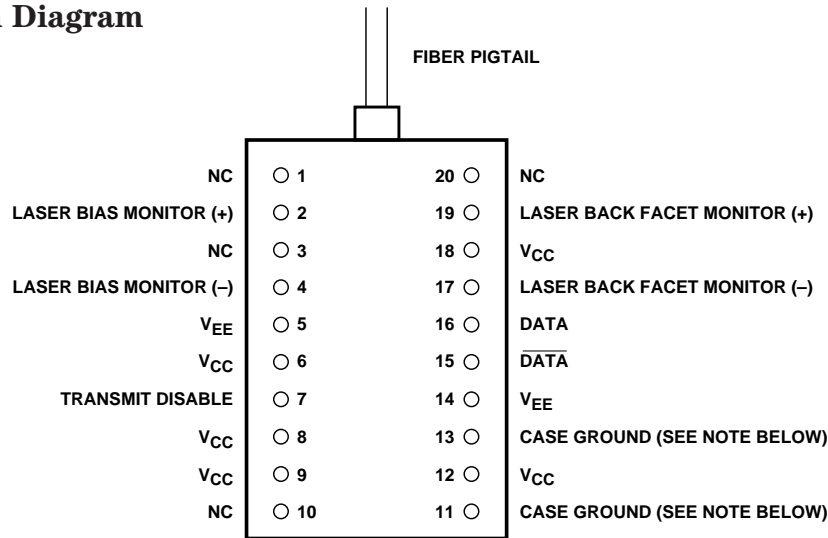 Diagram
FIBER PIGTAIL
NC 1 20 NC
LASER BIAS MONITOR (+) 2 19 LASER BACK FACET MONITOR (+)
NC 3 18 VCC
LASER BIAS MONITOR (–) 4 17 LASER BACK FACET MONITOR (–)
VEE 5 16 DATA
VCC 6 15 D̅A̅T̅A̅
TRANSMIT DISABLE 7 14 VEE
VCC 8 13 CASE GROUND (SEE NOTE BELOW)
VCC 9 12 VCC
NC 10 11 CASE GROUND (SEE NOTE BELOW)